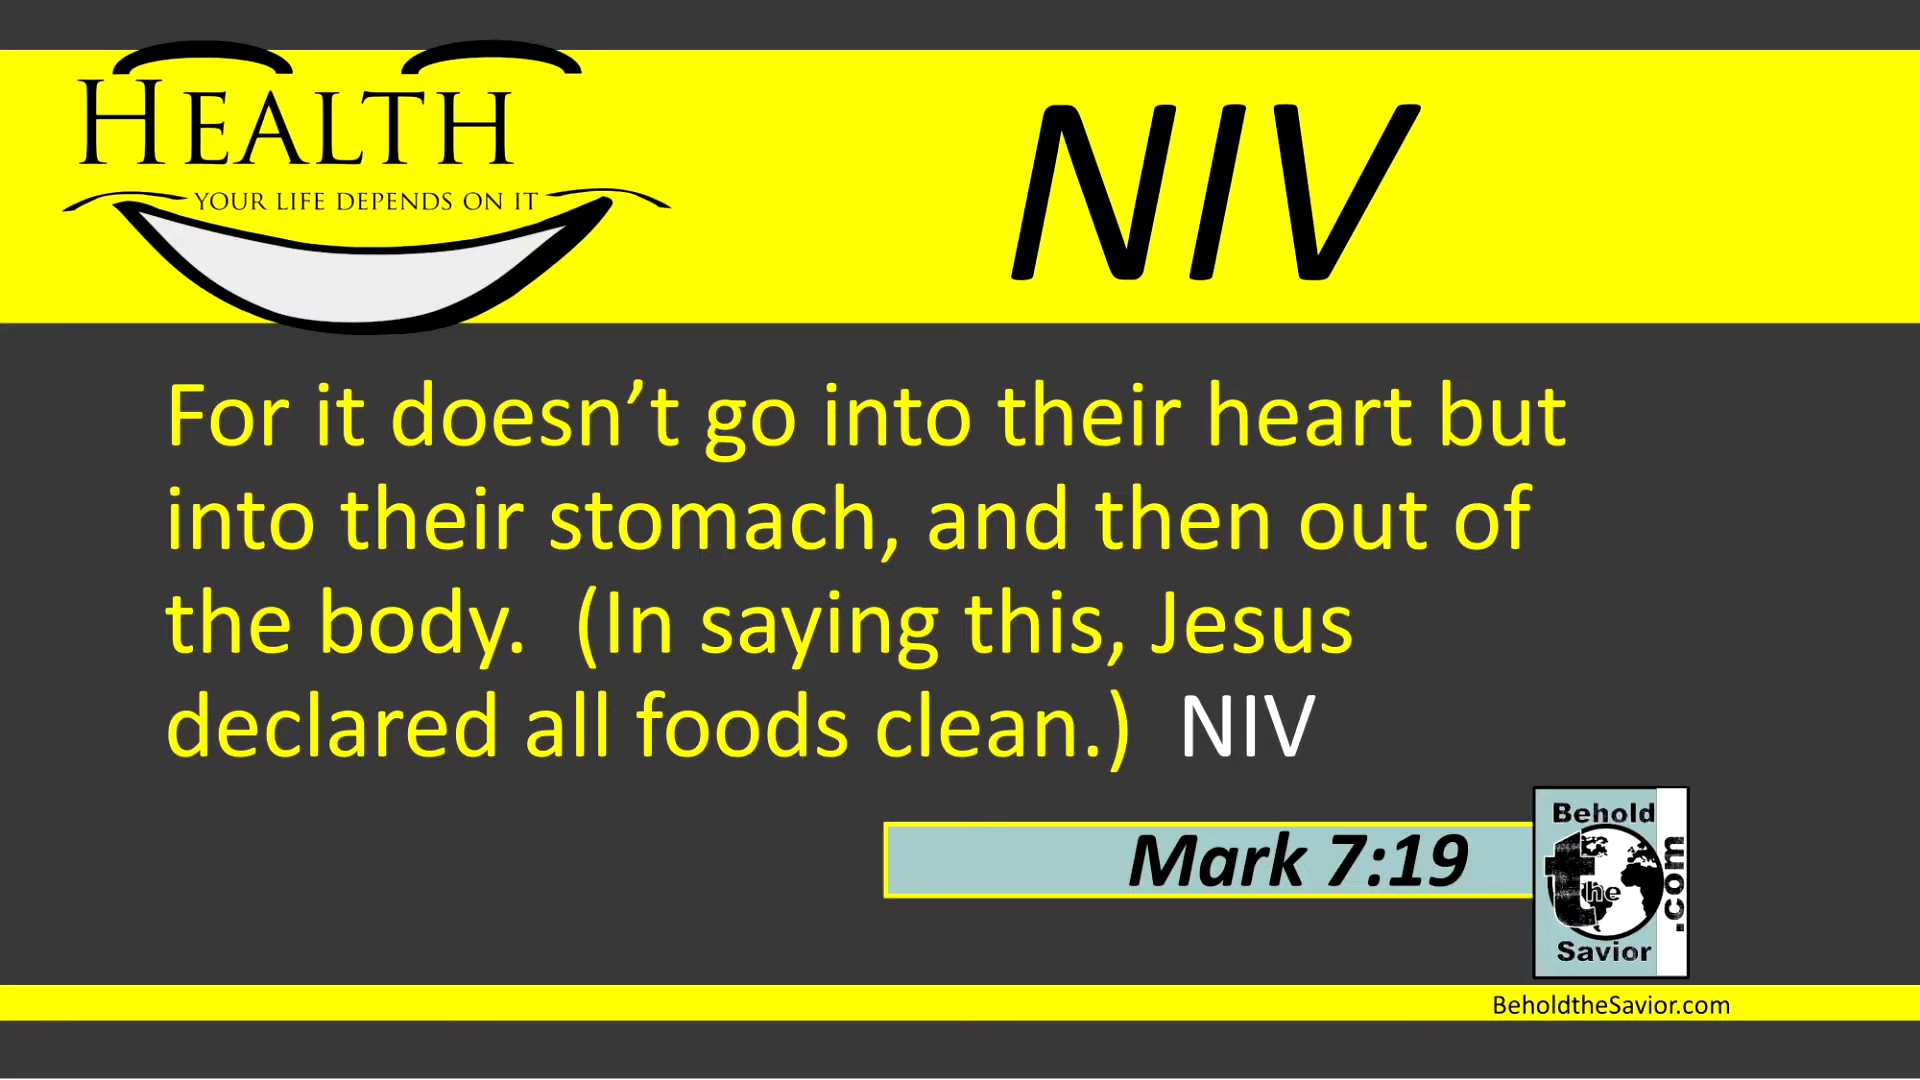 HEALTH
YOUR LIFE DEPENDS ON IT
NIV
For it doesn’t go into their heart but
into their stomach, and then out of
the body.  (In saying this, Jesus
declared all foods clean.)  NIV
Mark 7:19
Behold
the
Savior
.com
BeholdtheSavior.com